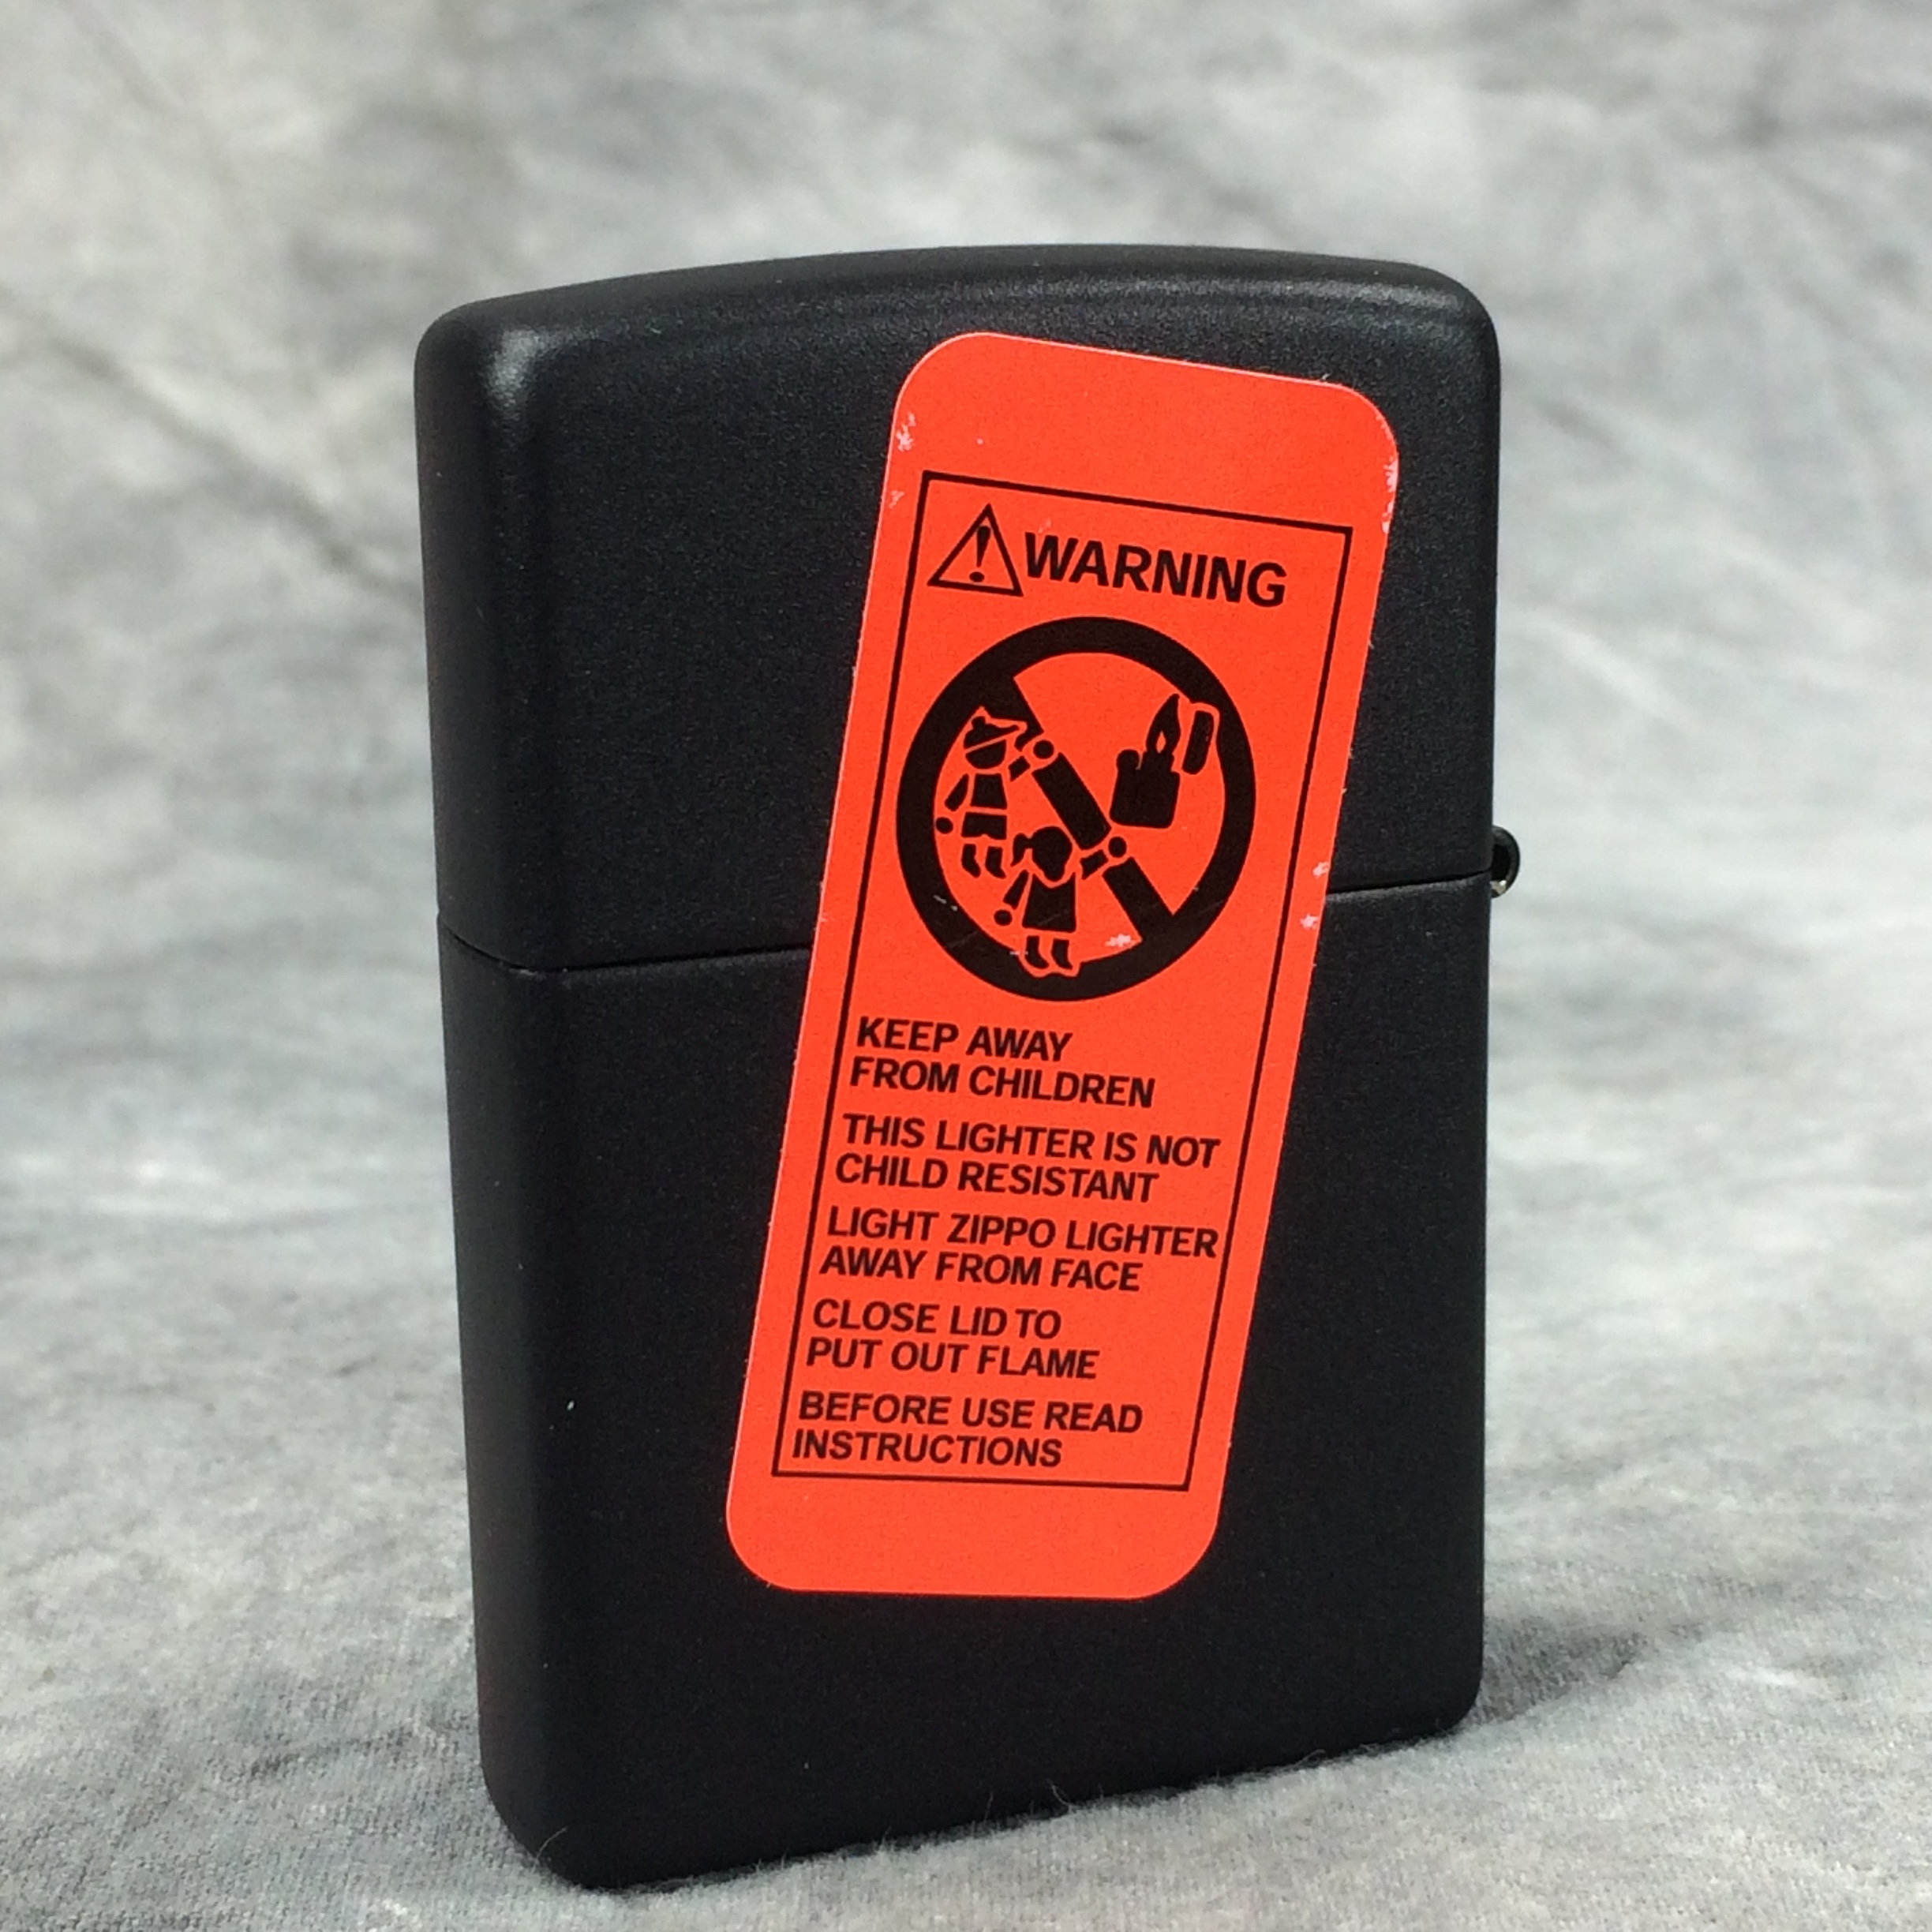 WARNING
KEEP AWAY
FROM CHILDREN
THIS LIGHTER IS NOT
CHILD RESISTANT
LIGHT ZIPPO LIGHTER
AWAY FROM FACE
CLOSE LID TO
PUT OUT FLAME
BEFORE USE READ
INSTRUCTIONS